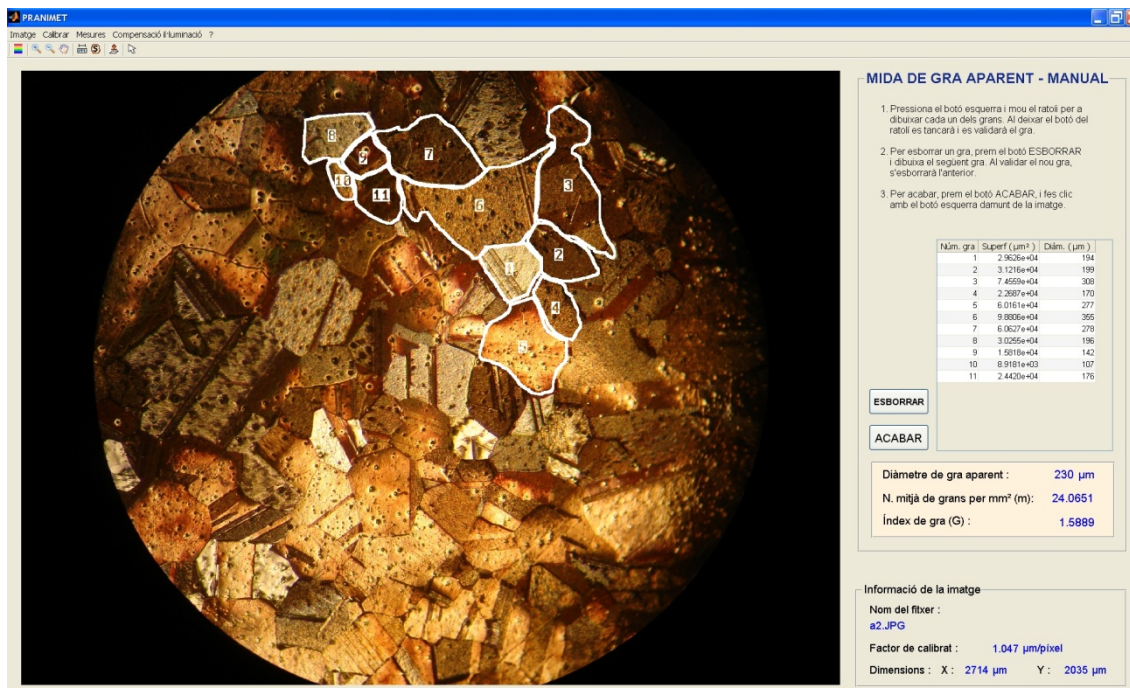 PRANIMET
Imatge Calibrar Mesures Compensació il·luminació ?
8
9
7
10
11
3
6
2
1
4
5
MIDA DE GRA APARENT - MANUAL
1. Pressiona el botó esquerra i mou el ratolí per a
dibuixar cada un dels grans. Al deixar el botó del
ratolí es tancarà i es validarà el gra.
2. Per esborrar un gra, prem el botó ESBORRAR
i dibuixa el següent gra. Al validar el nou gra,
s'esborrarà l'anterior.
3. Per acabar, prem el botó ACABAR, i fes clic
amb el botó esquerra damunt de la imatge.
Núm. gra Superf (µm²) Diám. (µm)
1 2.9626e+04 194
2 3.1216e+04 199
3 7.4559e+04 308
4 2.2687e+04 170
5 6.0161e+04 277
6 9.8806e+04 355
7 6.0627e+04 278
8 3.0255e+04 196
9 1.5818e+04 142
10 8.9181e+03 107
11 2.4420e+04 176
ESBORRAR
ACABAR
Diàmetre de gra aparent : 230 µm
N. mitjà de grans per mm² (m): 24.0651
Índex de gra (G) : 1.5889
Informació de la imatge
Nom del fitxer :
a2.JPG
Factor de calibrat : 1.047 µm/píxel
Dimensions : X : 2714 µm Y : 2035 µm